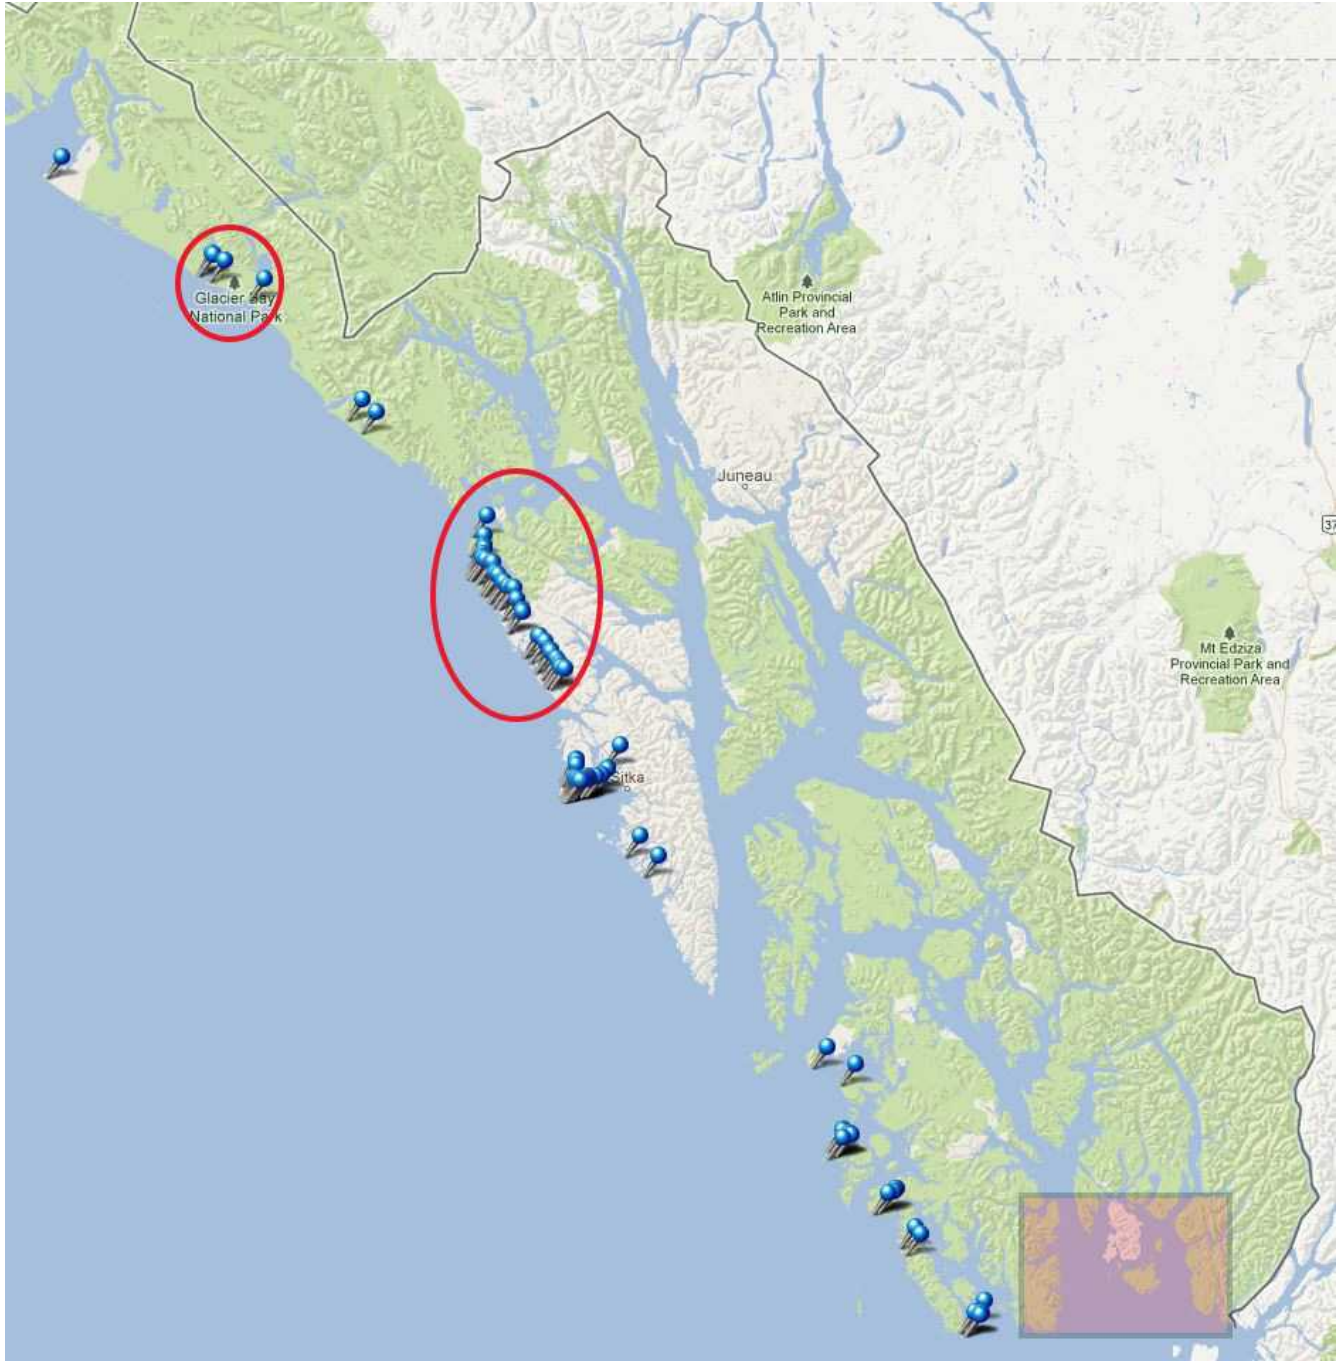 Glacier Bay
National Park
Atlin Provincial
Park and
Recreation Area
Juneau
37
Mt Edziza
Provincial Park and
Recreation Area
Sitka